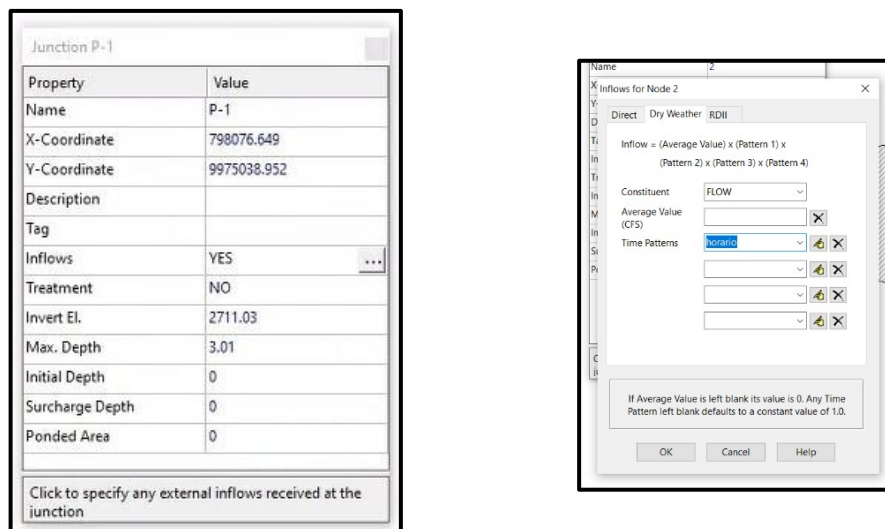 Junction P-1
Property Value
Name P-1
X-Coordinate 798076.649
Y-Coordinate 9975038.952
Description
Tag
Inflows YES ...
Treatment NO
Invert El. 2711.03
Max. Depth 3.01
Initial Depth 0
Surcharge Depth 0
Ponded Area 0
Click to specify any external inflows received at the
junction
Name 2
Inflows for Node 2
Direct Dry Weather RDII
Inflow = (Average Value) x (Pattern 1) x
(Pattern 2) x (Pattern 3) x (Pattern 4)
Constituent FLOW
Average Value
(CFS)
Time Patterns horario
If Average Value is left blank its value is 0. Any Time
Pattern left blank defaults to a constant value of 1.0.
OK Cancel Help